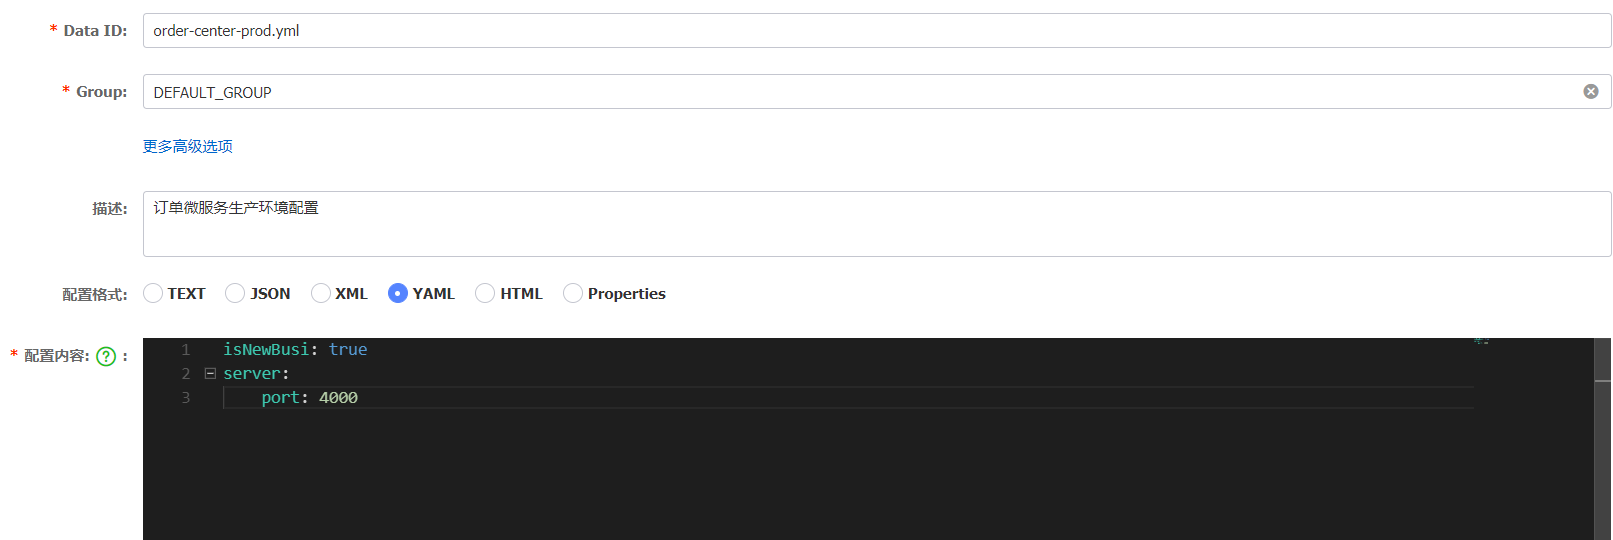 * Data ID: order-center-prod.yml
* Group: DEFAULT_GROUP
更多高级选项
描述: 订单微服务生产环境配置
配置格式: TEXT JSON XML YAML HTML Properties
* 配置内容: ? :
1 isNewBusi: true
2 server:
3 port: 4000